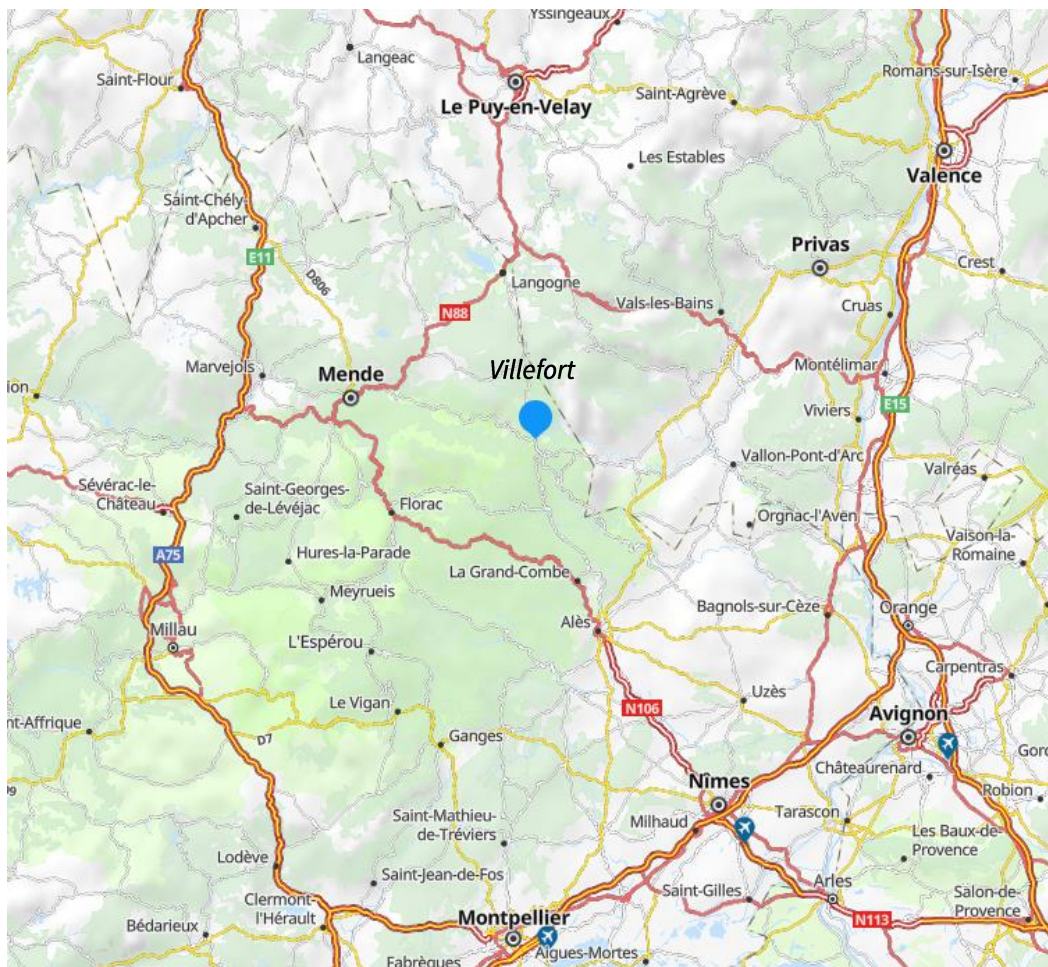 Yssingeaux
Langeac
Saint-Flour
Romans-sur-Isère
Le Puy-en-Velay
Saint-Agrève
Les Estables
Valence
Saint-Chély-
d'Apcher
Privas
E11
D806
Langogne
Crest
Vals-les-Bains
Cruas
N88
Marvejols
Mende
Villefort
Montélimar
ion
E15
Viviers
Vallon-Pont-d'Arc
Valréas
Sévérac-le-
Château
Saint-Georges-
de-Lévéjac
Florac
Orgnac-l'Aven
Vaison-la-
Romaine
A75
Hures-la-Parade
La Grand-Combe
Meyrueis
Bagnols-sur-Cèze
Orange
Millau
L'Espérou
Alès
Carpentras
Le Vigan
Uzès
N106
Avignon
nt-Affrique
D7
Ganges
Gord
Châteaurenard
P9
Nîmes
Robion
Saint-Mathieu-
de-Tréviers
Milhaud
Tarascon
Les Baux-de-
Provence
Lodève
Saint-Jean-de-Fos
Saint-Gilles
Arles
Salon-de-
Provence
Clermont-
l'Hérault
Bédarieux
Montpellier
N113
Fabrègues
Aigues-Mortes